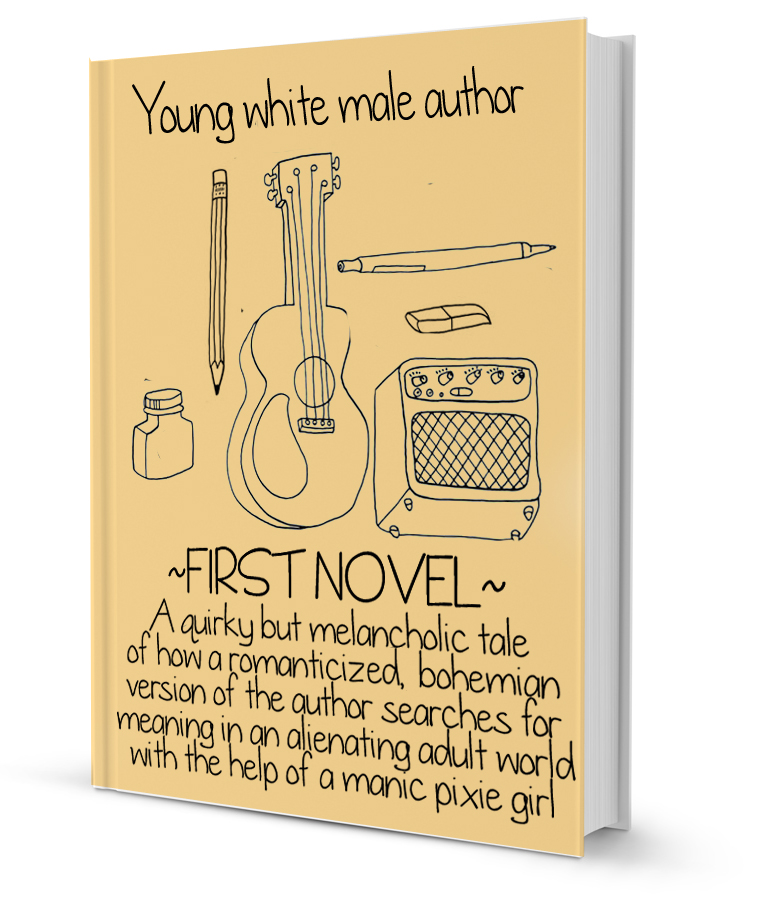 Young white male author
~FIRST NOVEL~
A quirky but melancholic tale
of how a romanticized, bohemian
version of the author searches for
meaning in an alienating adult world
with the help of a manic pixie girl